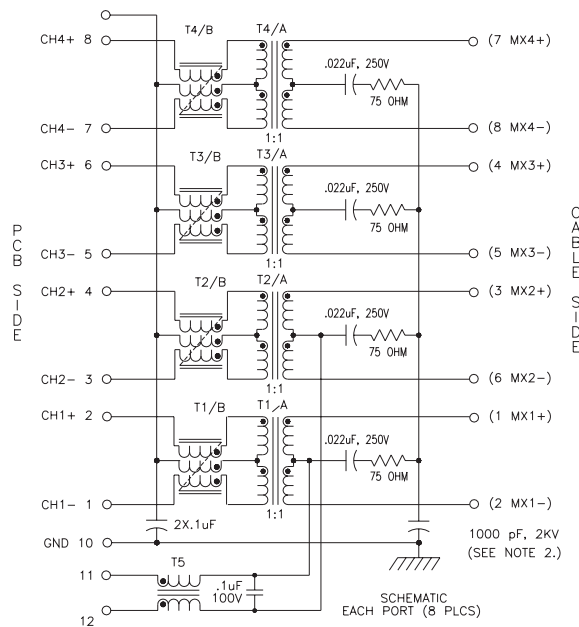 T4/B
T4/A
CH4+ 8
(7 MX4+)
.022uF, 250V
75 OHM
CH4- 7
(8 MX4-)
1:1
CH3+ 6
T3/B
T3/A
(4 MX3+)
.022uF, 250V
75 OHM
CH3- 5
(5 MX3-)
1:1
PCB SIDE
CABLE SIDE
CH2+ 4
T2/B
T2/A
(3 MX2+)
.022uF, 250V
75 OHM
CH2- 3
(6 MX2-)
1:1
CH1+ 2
T1/B
T1/A
(1 MX1+)
.022uF, 250V
75 OHM
CH1- 1
(2 MX1-)
1:1
2X.1uF
1000 pF, 2KV
(SEE NOTE 2.)
GND 10
11
T5
.1uF
100V
12
SCHEMATIC
EACH PORT (8 PLCS)